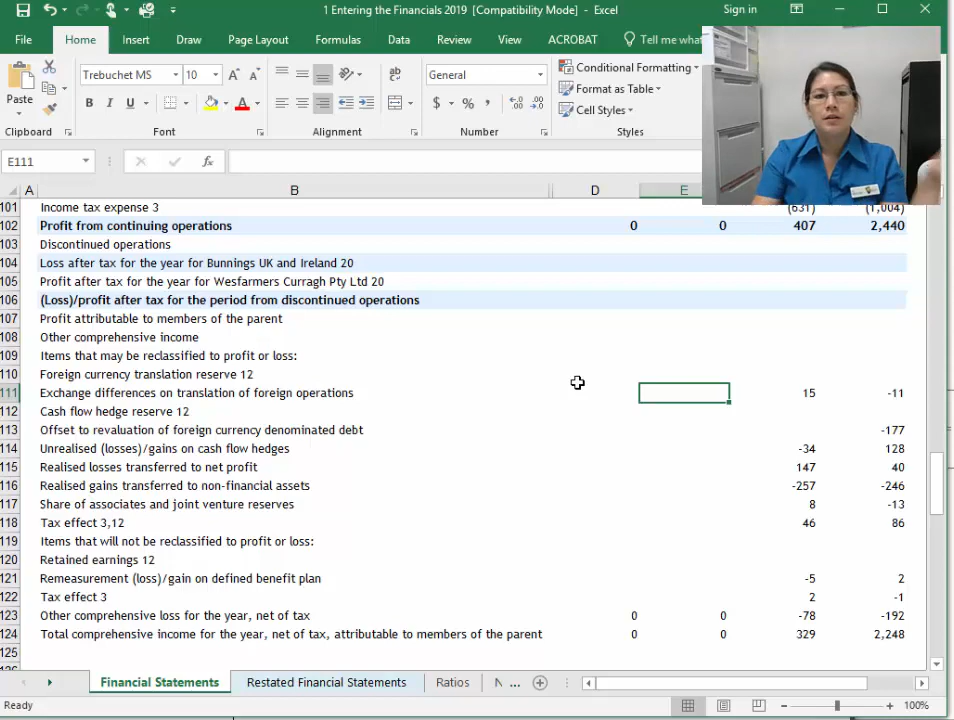 1 Entering the Financials 2019 [Compatibility Mode] - Excel
Sign in
File Home Insert Draw Page Layout Formulas Data Review View ACROBAT Tell me what
Paste
Trebuchet MS 10 A A
B I U A
General
$ % , .00 .0
Conditional Formatting
Format as Table
Cell Styles
Clipboard Font Alignment Number Styles
E111 fx
A B D E
101 Income tax expense 3 (631) (1,004)
102 Profit from continuing operations 0 0 407 2,440
103 Discontinued operations
104 Loss after tax for the year for Bunnings UK and Ireland 20
105 Profit after tax for the year for Wesfarmers Curragh Pty Ltd 20
106 (Loss)/profit after tax for the period from discontinued operations
107 Profit attributable to members of the parent
108 Other comprehensive income
109 Items that may be reclassified to profit or loss:
110 Foreign currency translation reserve 12
111 Exchange differences on translation of foreign operations 15 -11
112 Cash flow hedge reserve 12
113 Offset to revaluation of foreign currency denominated debt -177
114 Unrealised (losses)/gains on cash flow hedges -34 128
115 Realised losses transferred to net profit 147 40
116 Realised gains transferred to non-financial assets -257 -246
117 Share of associates and joint venture reserves 8 -13
118 Tax effect 3,12 46 86
119 Items that will not be reclassified to profit or loss:
120 Retained earnings 12
121 Remeasurement (loss)/gain on defined benefit plan -5 2
122 Tax effect 3 2 -1
123 Other comprehensive loss for the year, net of tax 0 0 -78 -192
124 Total comprehensive income for the year, net of tax, attributable to members of the parent 0 0 329 2,248
125
Financial Statements Restated Financial Statements Ratios N ...
Ready 100%